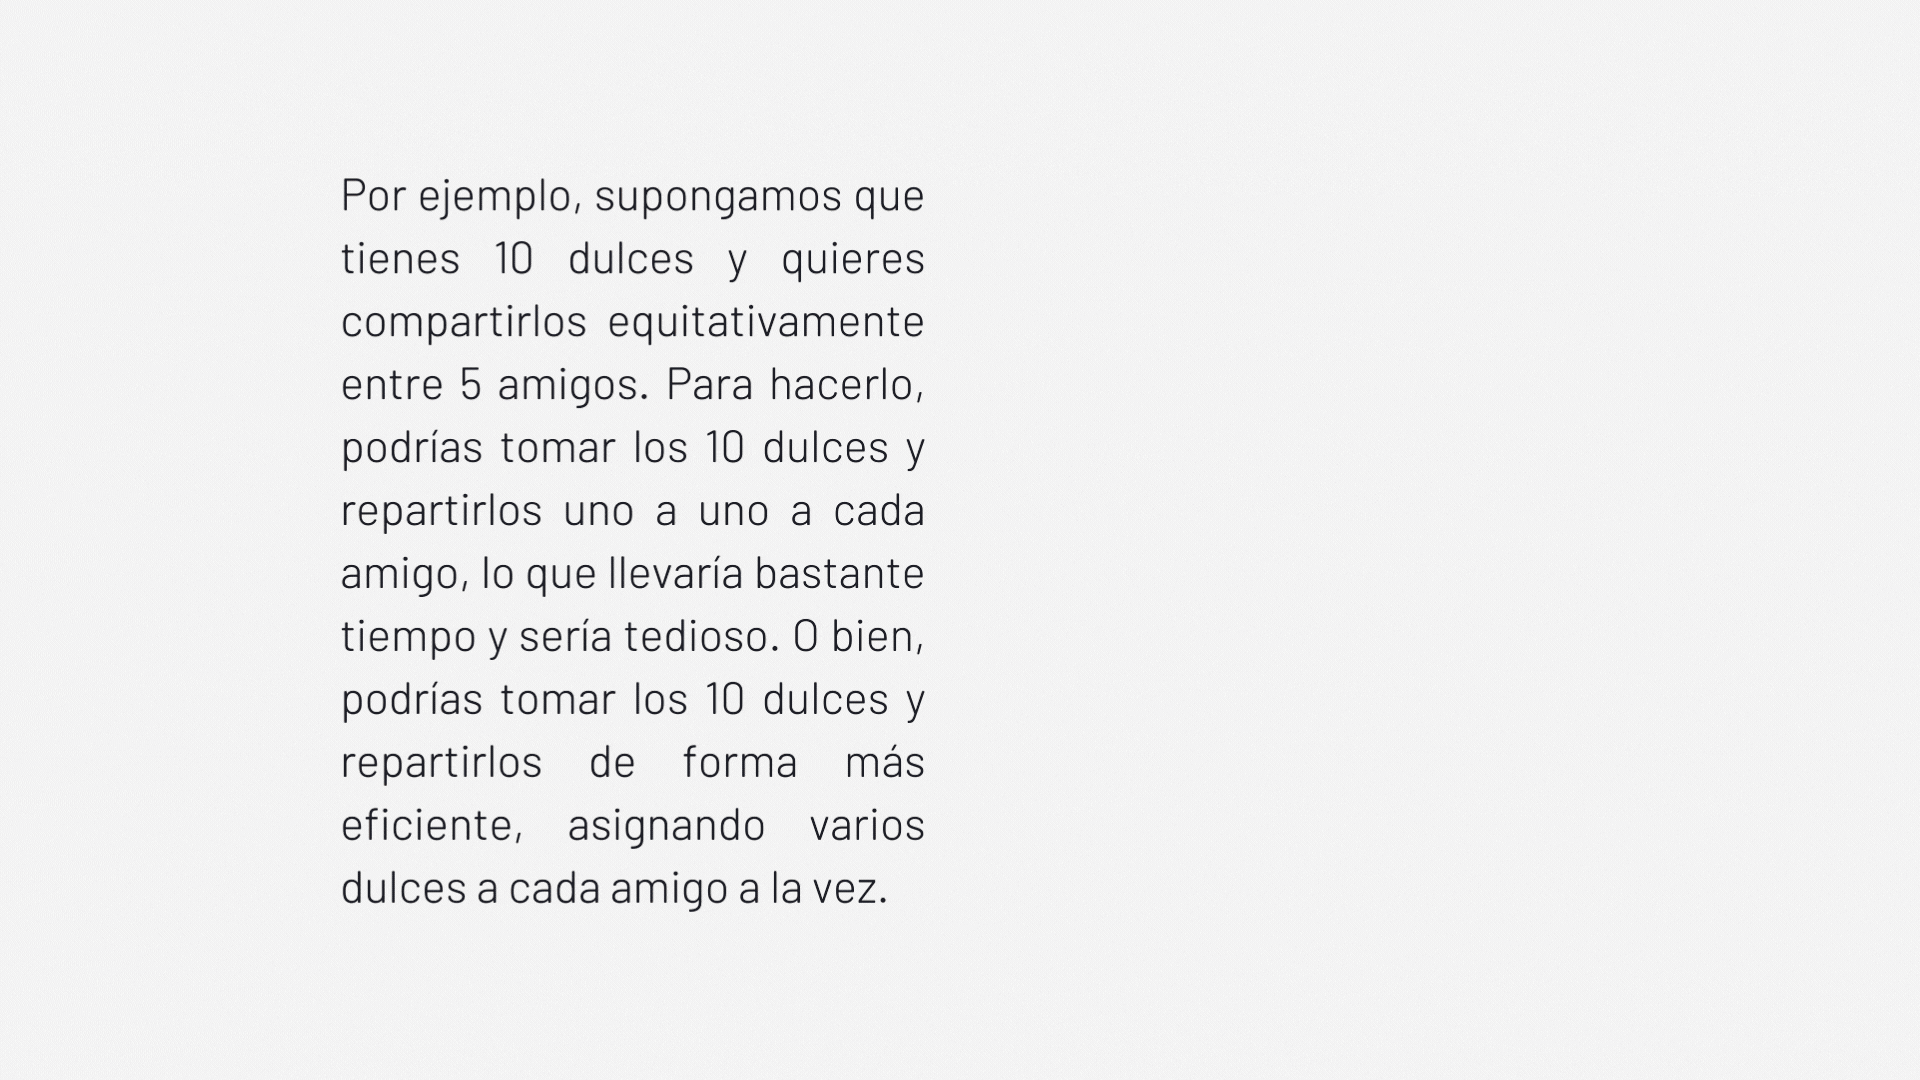 Por ejemplo, supongamos que
tienes 10 dulces y quieres
compartirlos equitativamente
entre 5 amigos. Para hacerlo,
podrías tomar los 10 dulces y
repartirlos uno a uno a cada
amigo, lo que llevaría bastante
tiempo y sería tedioso. O bien,
podrías tomar los 10 dulces y
repartirlos de forma más
eficiente, asignando varios
dulces a cada amigo a la vez.